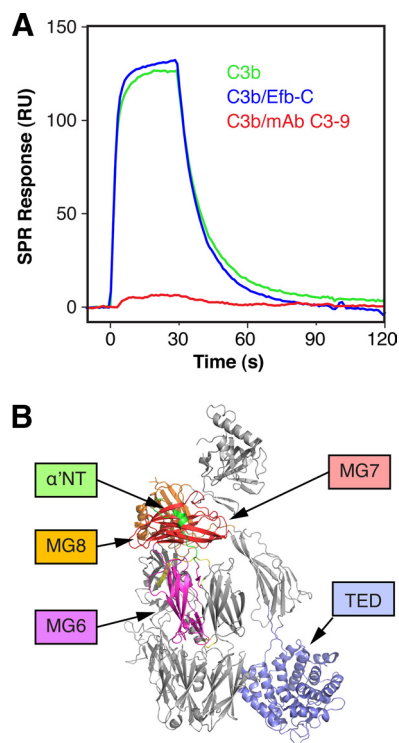 A
150
100
50
0
SPR Response (RU)
C3b
C3b/Efb-C
C3b/mAb C3-9
0 30 60 90 120
Time (s)
B
α'NT
MG7
MG8
MG6
TED